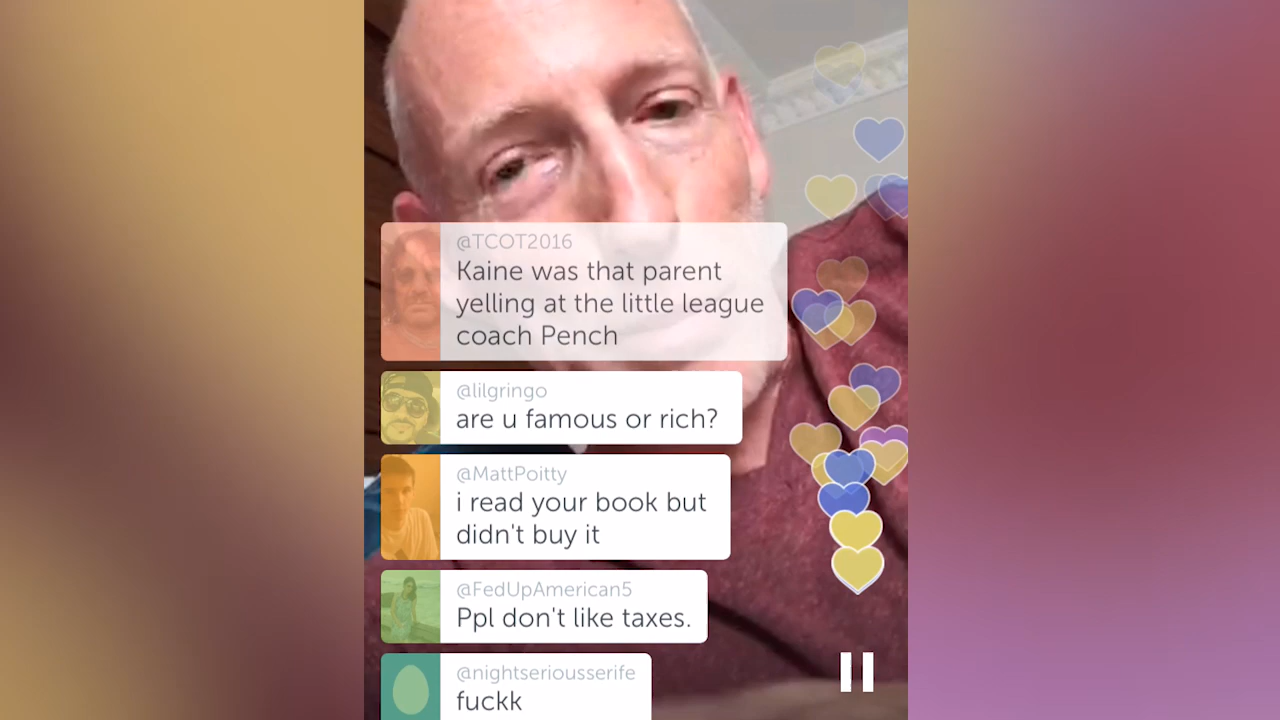 @TCOT2016
Kaine was that parent
yelling at the little league
coach Pench
@lilgringo
are u famous or rich?
@MattPoitty
i read your book but
didn't buy it
@FedUpAmerican5
Ppl don't like taxes.
@nightseriousserife
fuckk